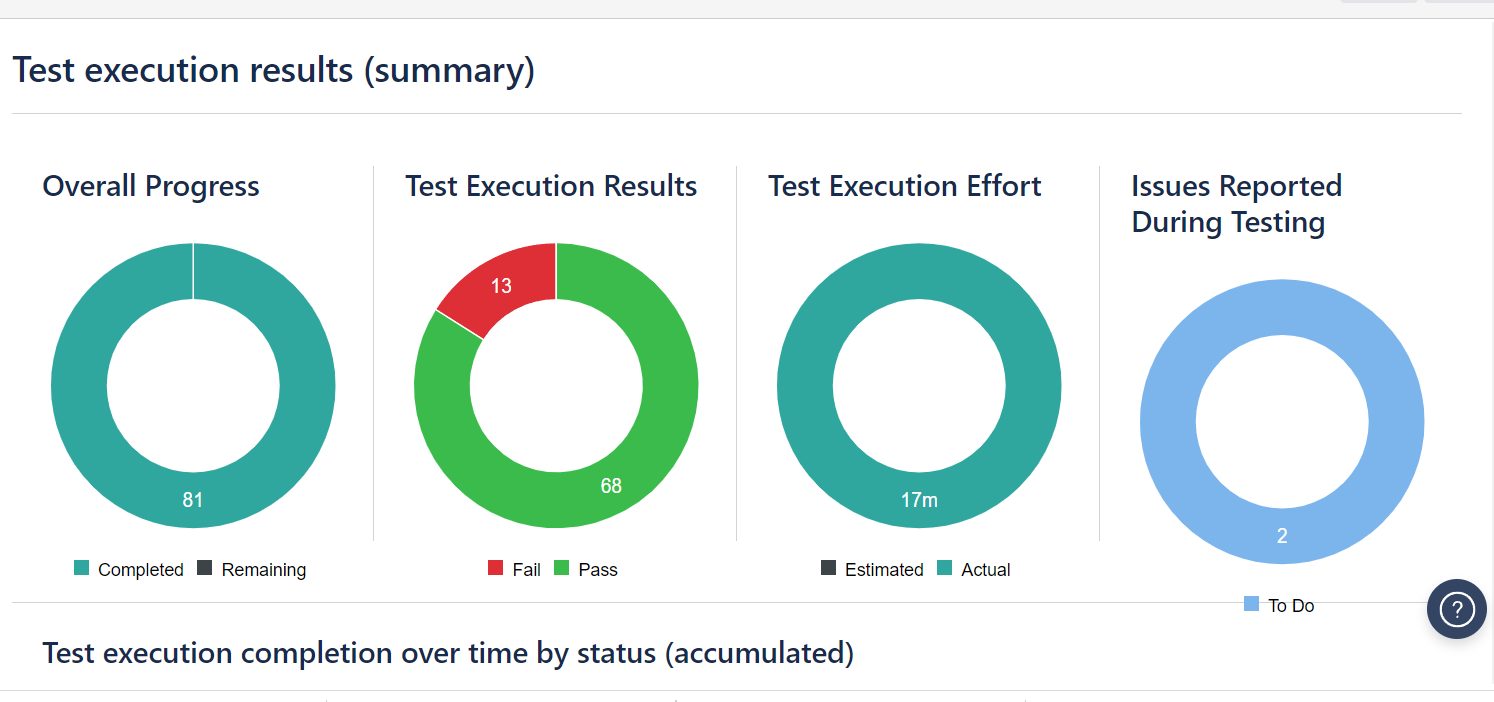 Test execution results (summary)
Overall Progress
Test Execution Results
Test Execution Effort
Issues Reported
During Testing
81
13
68
17m
2
Completed Remaining
Fail Pass
Estimated Actual
To Do
?
Test execution completion over time by status (accumulated)